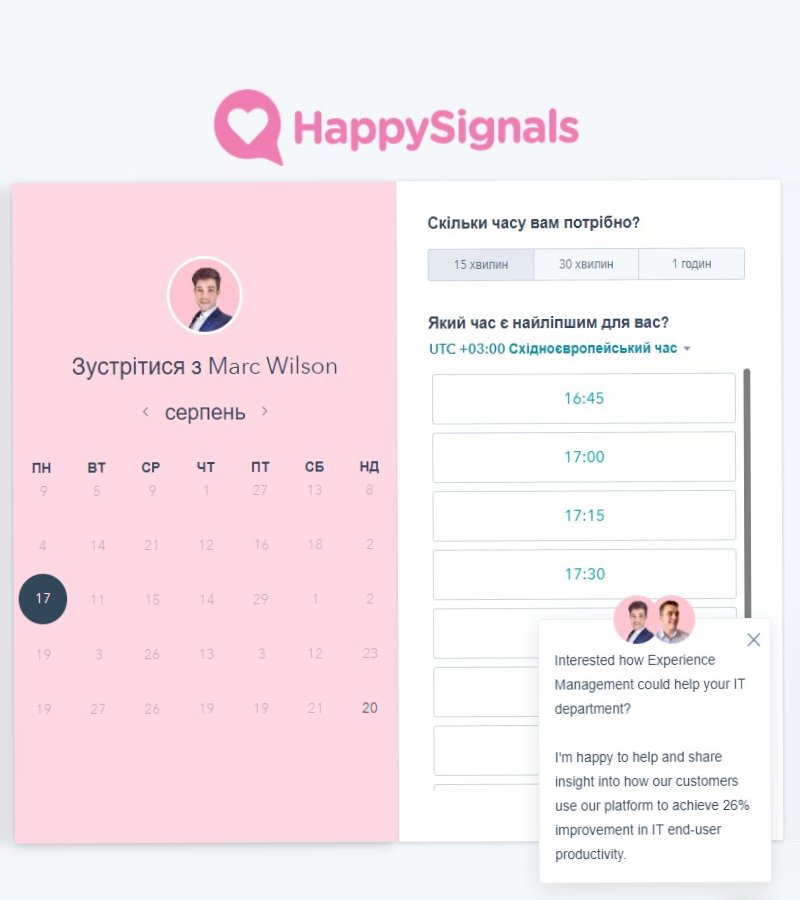 HappySignals
Зустрітися з Marc Wilson
серпень
ПН ВТ СР ЧТ ПТ СБ НД
9 5 9 1 27 13 8
4 14 21 12 16 18 2
17 11 15 14 29 1 2
19 3 26 13 3 12 23
19 27 26 19 19 21 20
Скільки часу вам потрібно?
15 хвилин 30 хвилин 1 годин
Який час є найліпшим для вас?
UTC +03:00 Східноєвропейський час
16:45
17:00
17:15
17:30
Interested how Experience
Management could help your IT
department?
I'm happy to help and share
insight into how our customers
use our platform to achieve 26%
improvement in IT end-user
productivity.